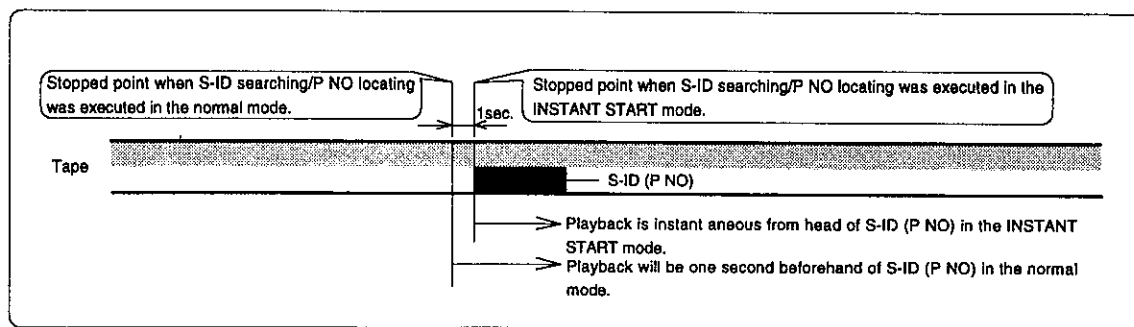 Stopped point when S-ID searching/P NO locating
was executed in the normal mode.
Stopped point when S-ID searching/P NO locating was executed in the
INSTANT START mode.
1sec.
Tape
S-ID (P NO)
Playback is instant aneous from head of S-ID (P NO) in the INSTANT
START mode.
Playback will be one second beforehand of S-ID (P NO) in the normal
mode.